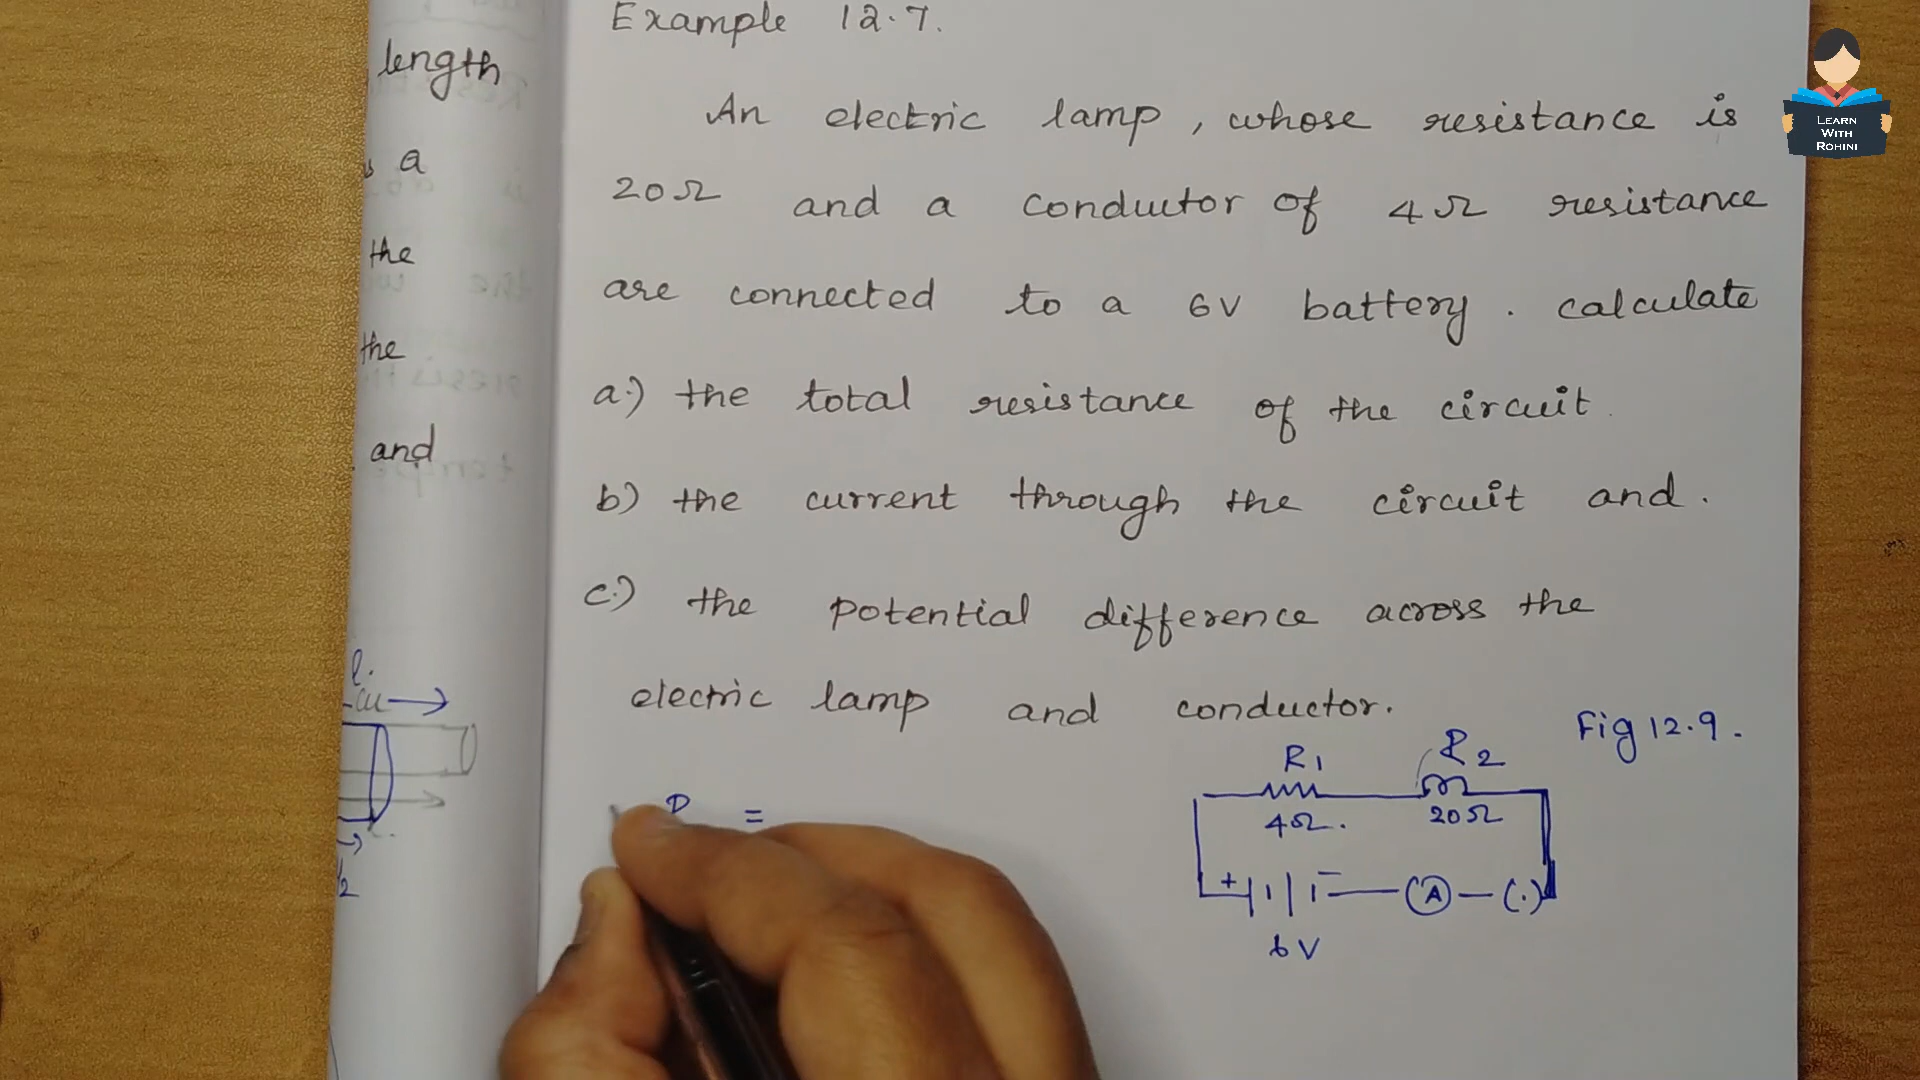 length
a
the
the
and
l.
cu
/2
Example 12.7.
An electric lamp, whose resistance is
20Ω and a conductor of 4Ω resistance
are connected to a 6V battery. calculate
a.) the total resistance of the circuit.
b) the current through the circuit and.
c.) the potential difference across the
electric lamp and conductor.
Fig 12.9.
R1 R2
4Ω. 20Ω
+ − A (.)
6V
=
LEARN
WITH
ROHINI